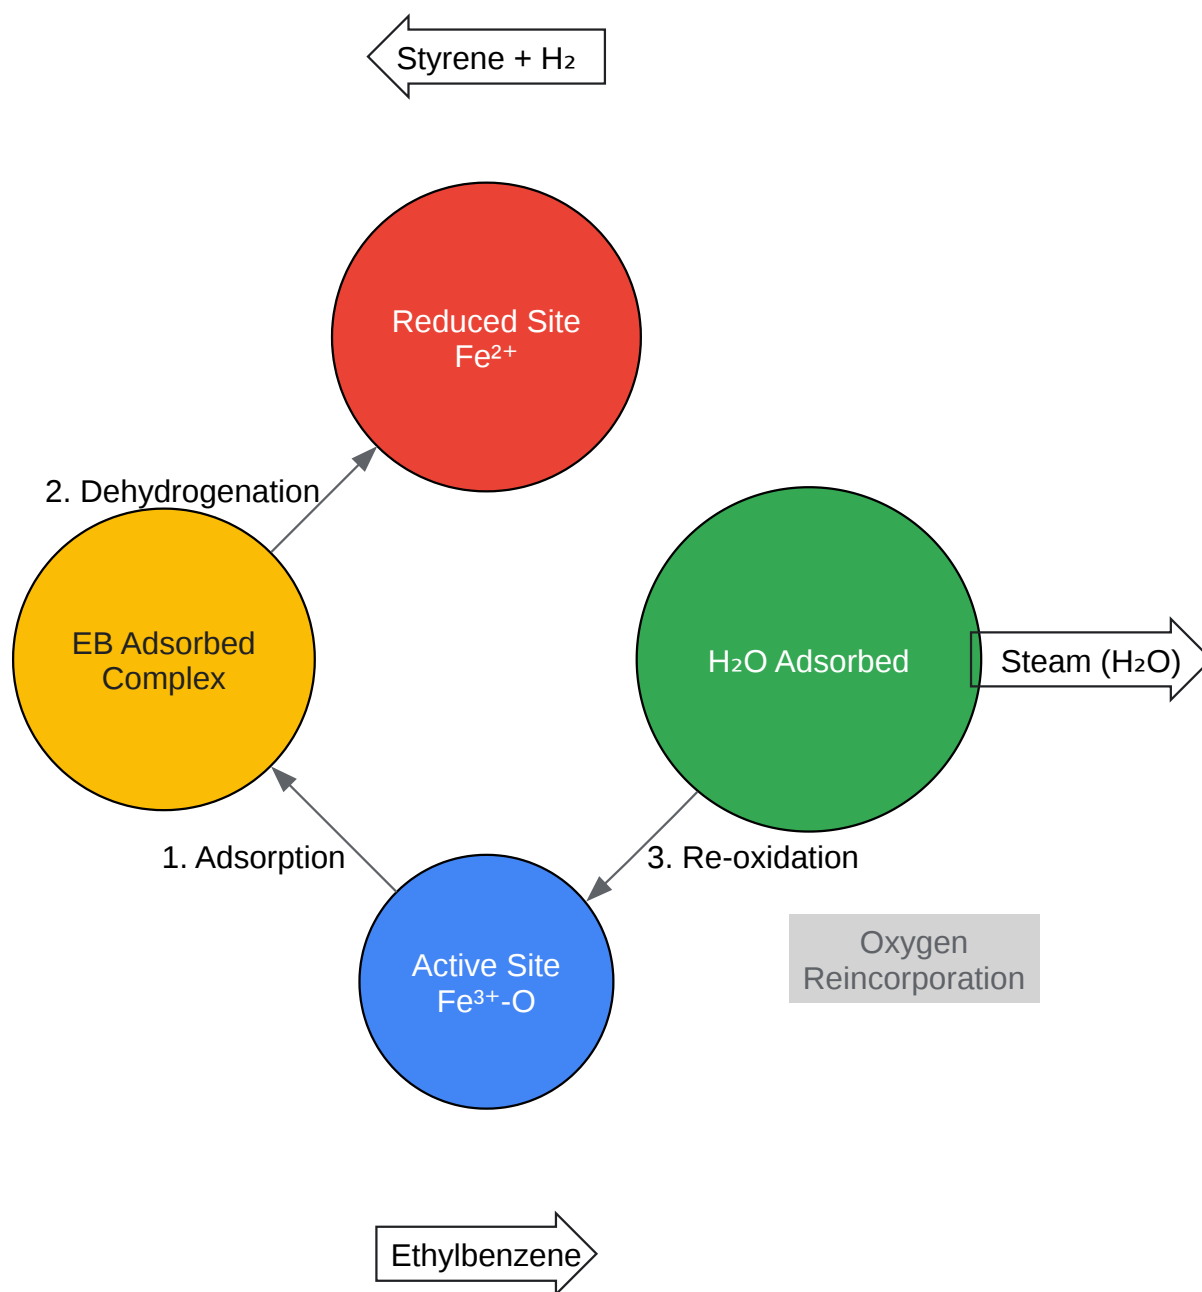 Styrene + H₂
Reduced Site
Fe²⁺
2. Dehydrogenation
EB Adsorbed
Complex
H₂O Adsorbed
Steam (H₂O)
1. Adsorption
3. Re-oxidation
Oxygen
Reincorporation
Active Site
Fe³⁺-O
Ethylbenzene